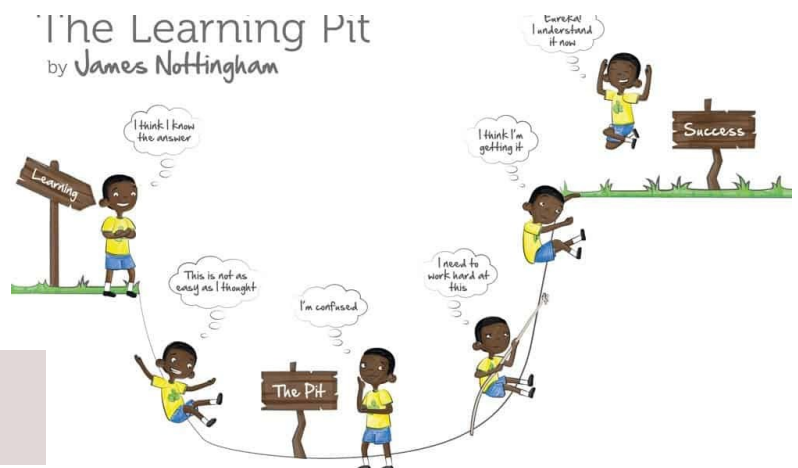 The Learning Pit
by James Nottingham
Eureka!
I understand
it now
I think I know
the answer
I think I'm
getting it
Success
Learning
This is not as
easy as I thought
I'm confused
I need to
work hard at
this
The Pit